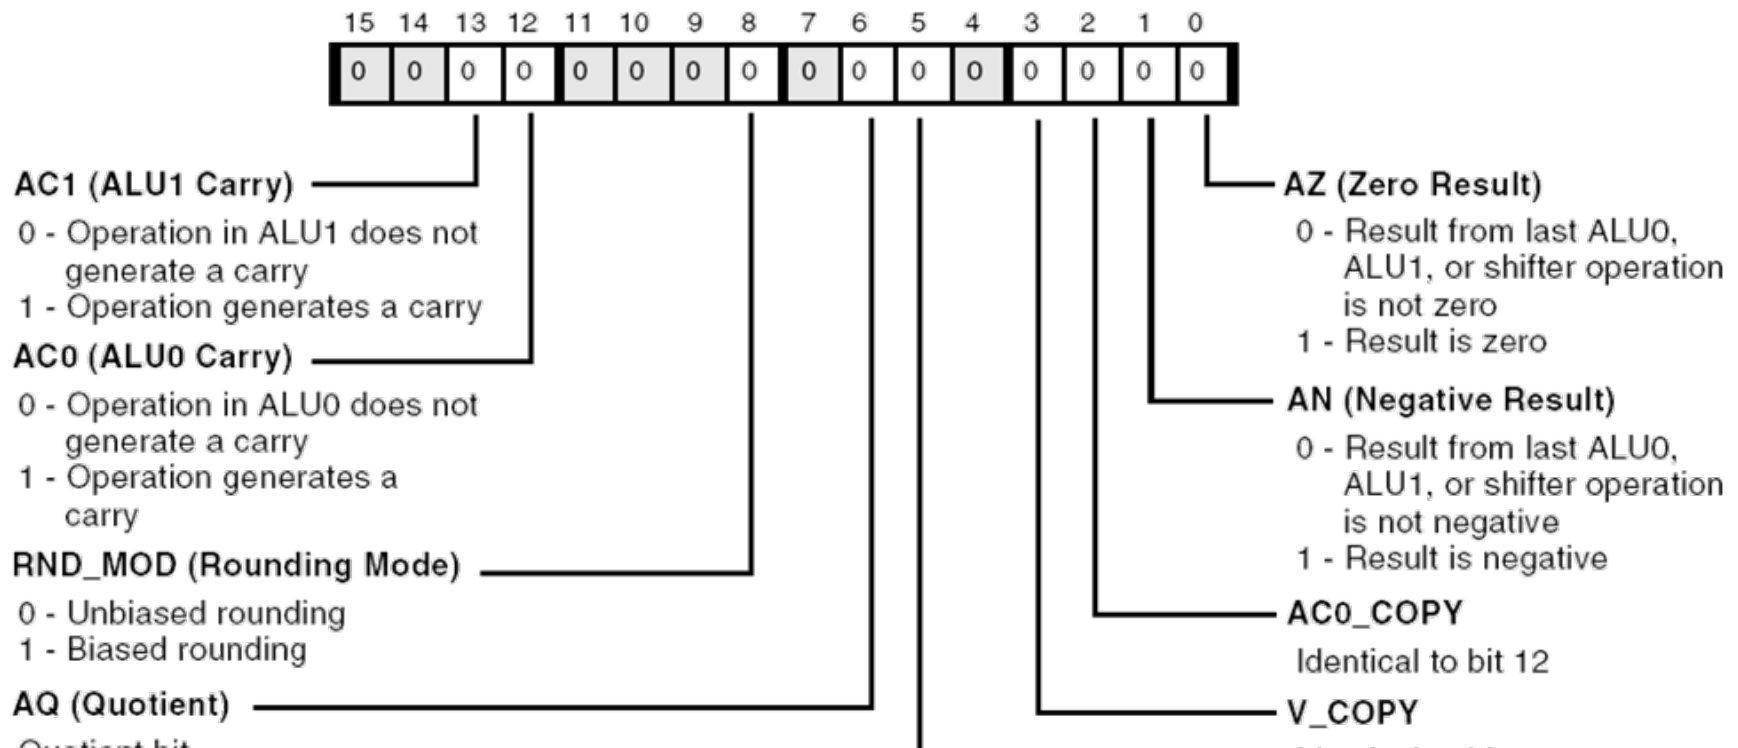 15 14 13 12 11 10 9 8 7 6 5 4 3 2 1 0
0 0 0 0 0 0 0 0 0 0 0 0 0 0 0 0
AC1 (ALU1 Carry)
0 - Operation in ALU1 does not
generate a carry
1 - Operation generates a carry
AC0 (ALU0 Carry)
0 - Operation in ALU0 does not
generate a carry
1 - Operation generates a
carry
RND_MOD (Rounding Mode)
0 - Unbiased rounding
1 - Biased rounding
AQ (Quotient)
Quotient bit
AZ (Zero Result)
0 - Result from last ALU0,
ALU1, or shifter operation
is not zero
1 - Result is zero
AN (Negative Result)
0 - Result from last ALU0,
ALU1, or shifter operation
is not negative
1 - Result is negative
AC0_COPY
Identical to bit 12
V_COPY